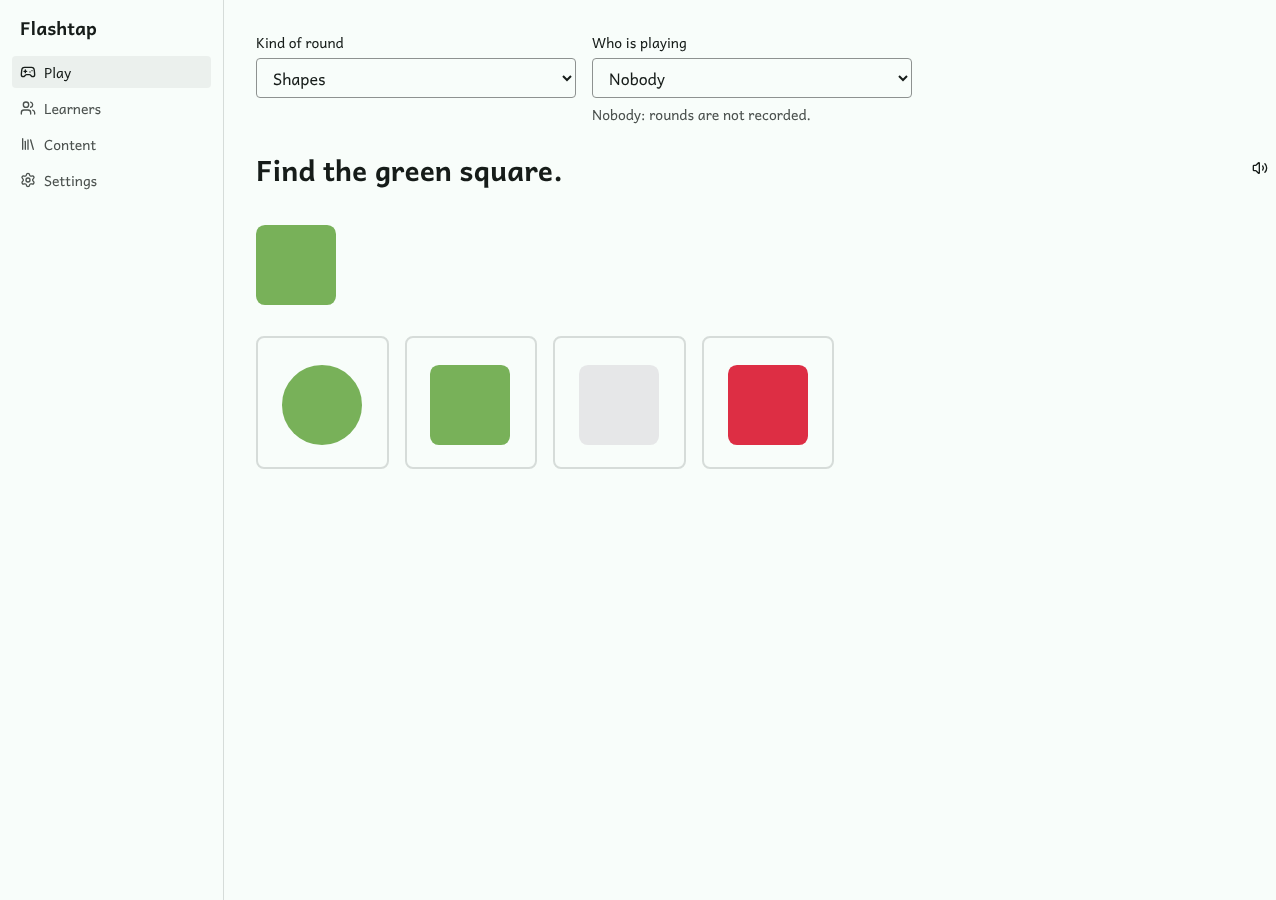 Flashtap
Play
Learners
Content
Settings
Kind of round
Shapes
Who is playing
Nobody
Nobody: rounds are not recorded.
Find the green square.